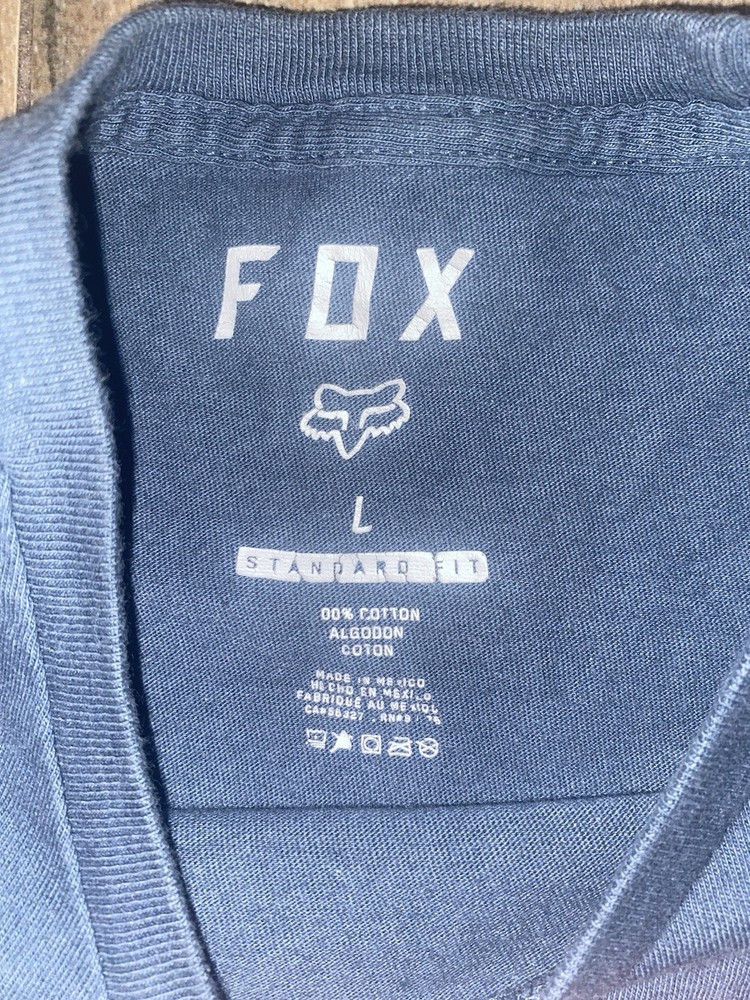 FOX
L
STANDARD FIT
00% COTTON
ALGODON
COTON
MADE IN
HECHO EN
FABRIQUÉ AU